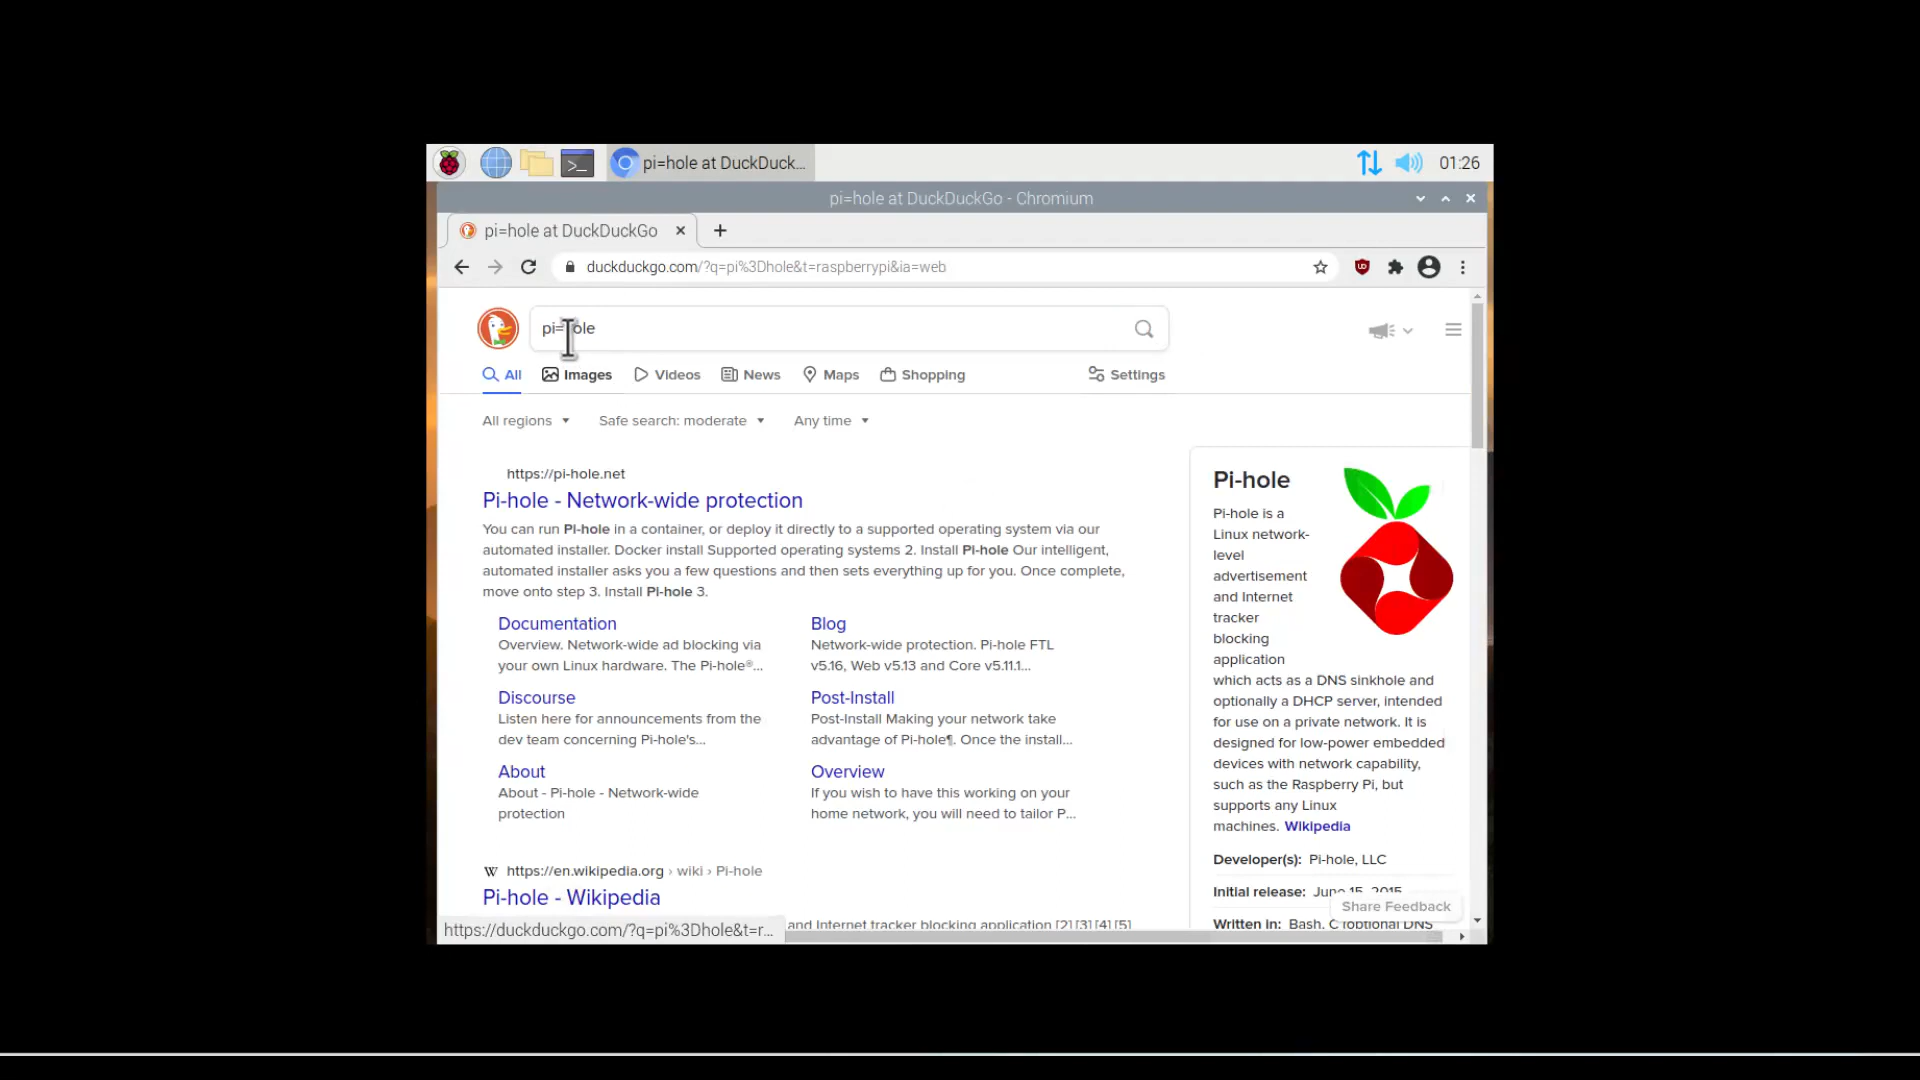 pi=hole at DuckDuck...
01:26
pi=hole at DuckDuckGo - Chromium
pi=hole at DuckDuckGo
duckduckgo.com/?q=pi%3Dhole&t=raspberrypi&ia=web
pi=hole
All
Images
Videos
News
Maps
Shopping
Settings
All regions
Safe search: moderate
Any time
https://pi-hole.net
Pi-hole - Network-wide protection
You can run Pi-hole in a container, or deploy it directly to a supported operating system via our
automated installer. Docker install Supported operating systems 2. Install Pi-hole Our intelligent,
automated installer asks you a few questions and then sets everything up for you. Once complete,
move onto step 3. Install Pi-hole 3.
Documentation
Overview. Network-wide ad blocking via
your own Linux hardware. The Pi-hole®...
Blog
Network-wide protection. Pi-hole FTL
v5.16, Web v5.13 and Core v5.11.1...
Discourse
Listen here for announcements from the
dev team concerning Pi-hole's...
Post-Install
Post-Install Making your network take
advantage of Pi-hole¶. Once the install...
About
About - Pi-hole - Network-wide
protection
Overview
If you wish to have this working on your
home network, you will need to tailor P...
W https://en.wikipedia.org › wiki › Pi-hole
Pi-hole - Wikipedia
and Internet tracker blocking application [2] [3] [4] [5]
https://duckduckgo.com/?q=pi%3Dhole&t=r...
Pi-hole
Pi-hole is a
Linux network-
level
advertisement
and Internet
tracker
blocking
application
which acts as a DNS sinkhole and
optionally a DHCP server, intended
for use on a private network. It is
designed for low-power embedded
devices with network capability,
such as the Raspberry Pi, but
supports any Linux
machines. Wikipedia
Developer(s): Pi-hole, LLC
Initial release: June 15, 2015
Share Feedback
Written in: Bash, C (optional DNS